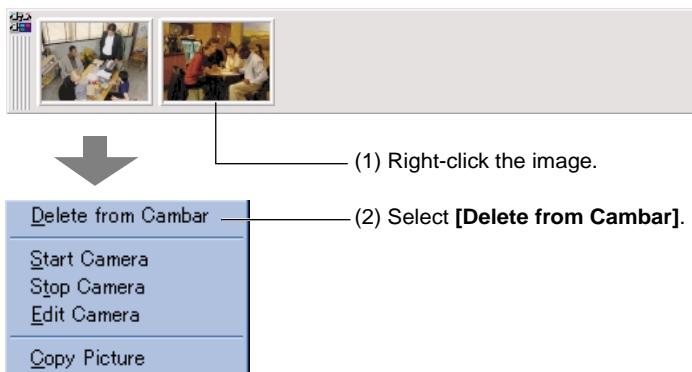 (1) Right-click the image.
(2) Select [Delete from Cambar].
Delete from Cambar
Start Camera
Stop Camera
Edit Camera
Copy Picture